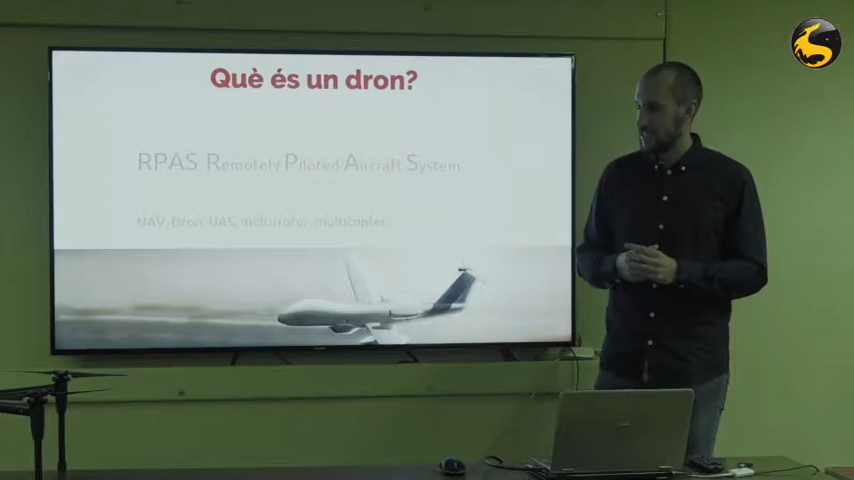 Què és un dron?
RPAS Remotely Piloted Aircraft System.
UAV, Dron, UAS, multirrotor, multicopter